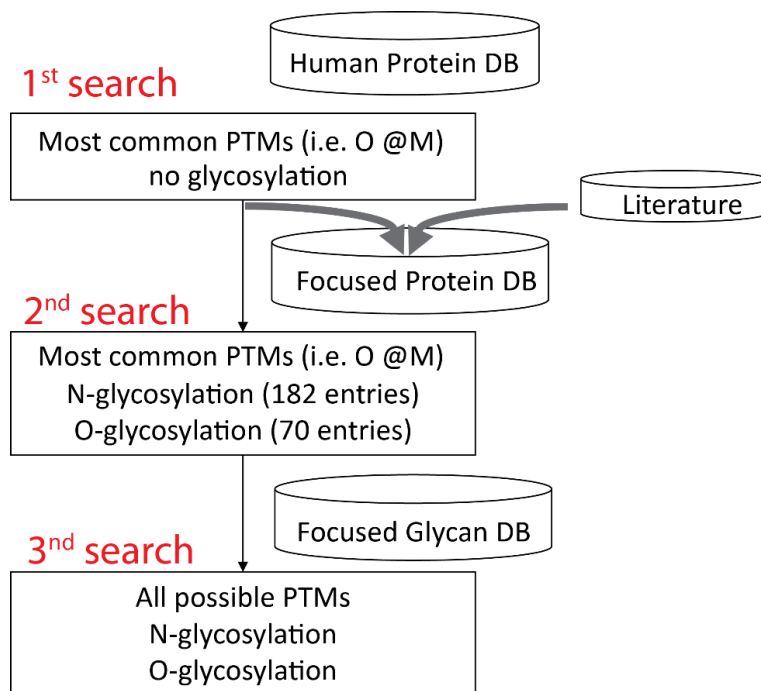 Human Protein DB
1st search
Most common PTMs (i.e. O @M)
no glycosylation
Literature
Focused Protein DB
2nd search
Most common PTMs (i.e. O @M)
N-glycosylation (182 entries)
O-glycosylation (70 entries)
Focused Glycan DB
3nd search
All possible PTMs
N-glycosylation
O-glycosylation